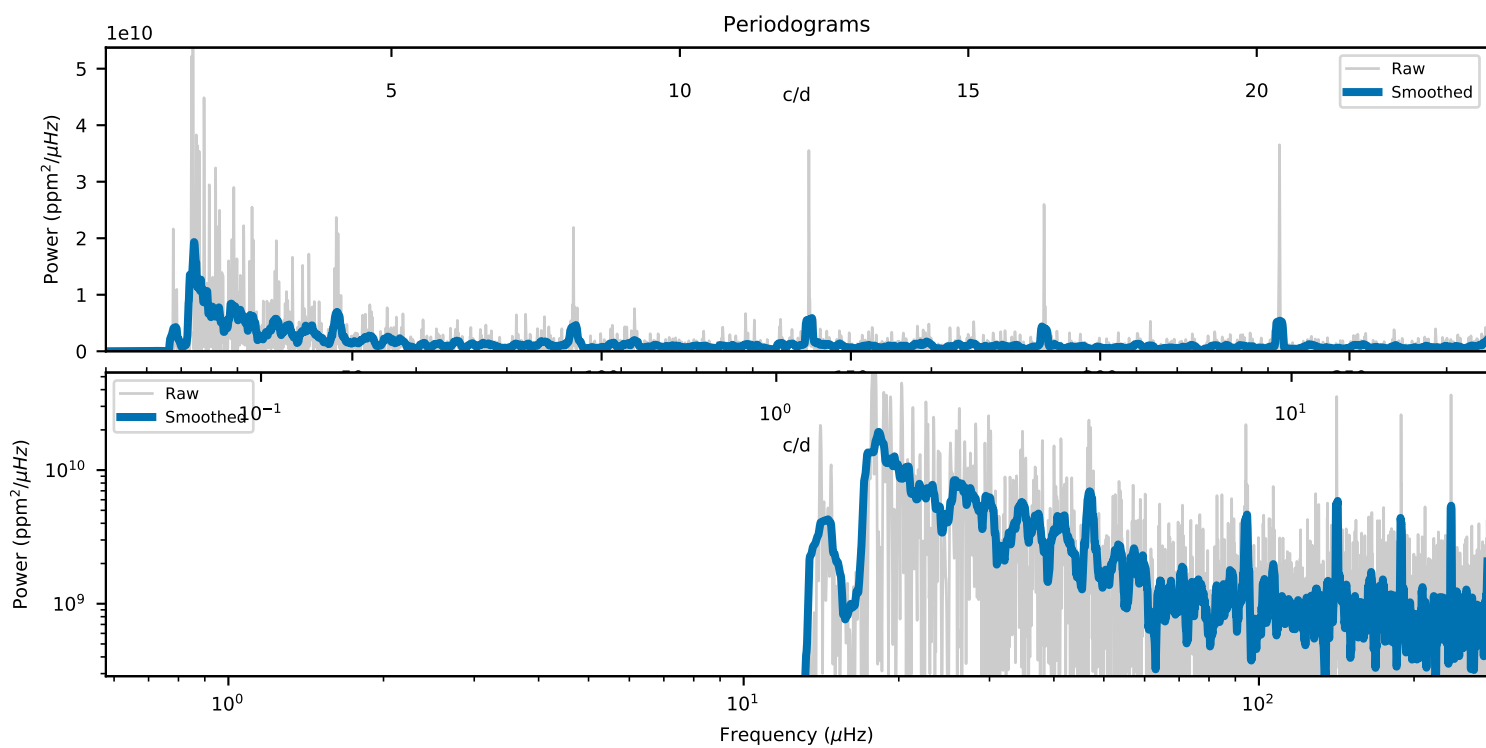 Periodograms
1e10
5 10 15 20
c/d
Raw
Smoothed
5
4
3
2
1
0
Power (ppm²/μHz)
Raw
Smoothed
10⁻¹ 10⁰ 10¹
c/d
10¹⁰
10⁹
Power (ppm²/μHz)
10⁰ 10¹ 10²
Frequency (μHz)